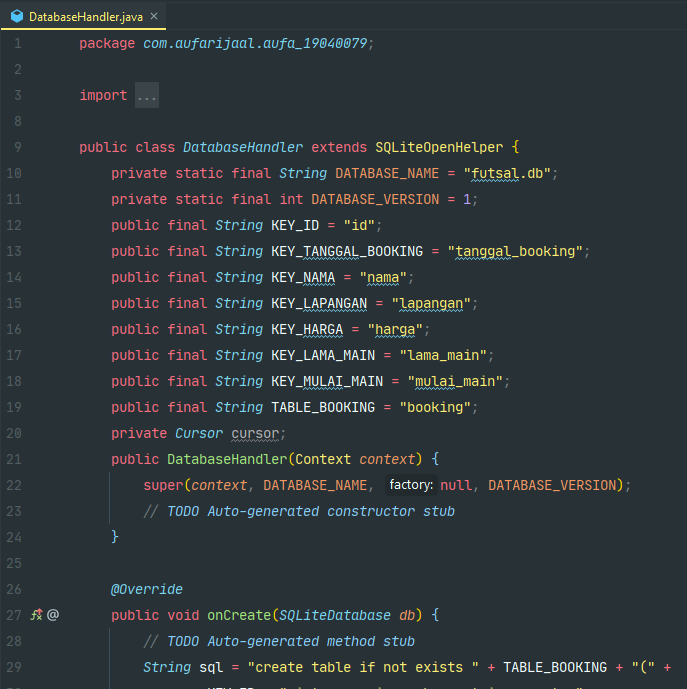 DatabaseHandler.java ×
1 package com.aufarijaal.aufa_19040079;
2
3 import ...
8
9 public class DatabaseHandler extends SQLiteOpenHelper {
10 private static final String DATABASE_NAME = "futsal.db";
11 private static final int DATABASE_VERSION = 1;
12 public final String KEY_ID = "id";
13 public final String KEY_TANGGAL_BOOKING = "tanggal_booking";
14 public final String KEY_NAMA = "nama";
15 public final String KEY_LAPANGAN = "lapangan";
16 public final String KEY_HARGA = "harga";
17 public final String KEY_LAMA_MAIN = "lama_main";
18 public final String KEY_MULAI_MAIN = "mulai_main";
19 public final String TABLE_BOOKING = "booking";
20 private Cursor cursor;
21 public DatabaseHandler(Context context) {
22 super(context, DATABASE_NAME, factory: null, DATABASE_VERSION);
23 // TODO Auto-generated constructor stub
24 }
25
26 @Override
27 @ public void onCreate(SQLiteDatabase db) {
28 // TODO Auto-generated method stub
29 String sql = "create table if not exists " + TABLE_BOOKING + "(" +